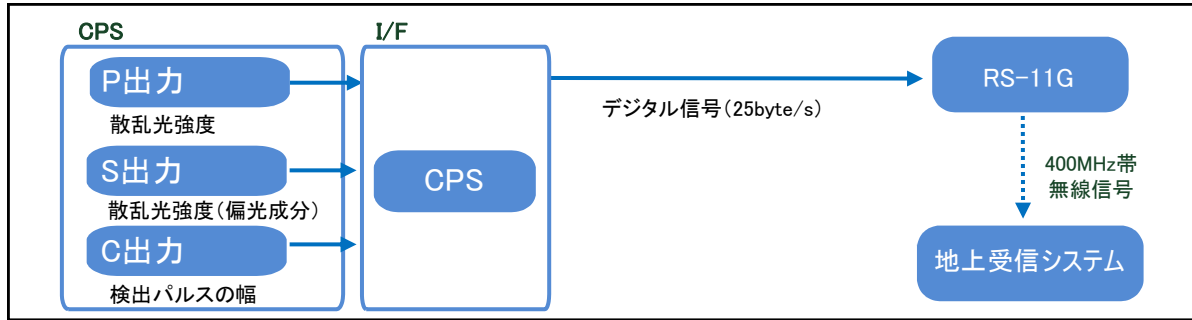 CPS
I/F
P出力
散乱光強度
S出力
散乱光強度（偏光成分）
C出力
検出パルスの幅
CPS
デジタル信号（25byte/s）
RS-11G
400MHz帯
無線信号
地上受信システム